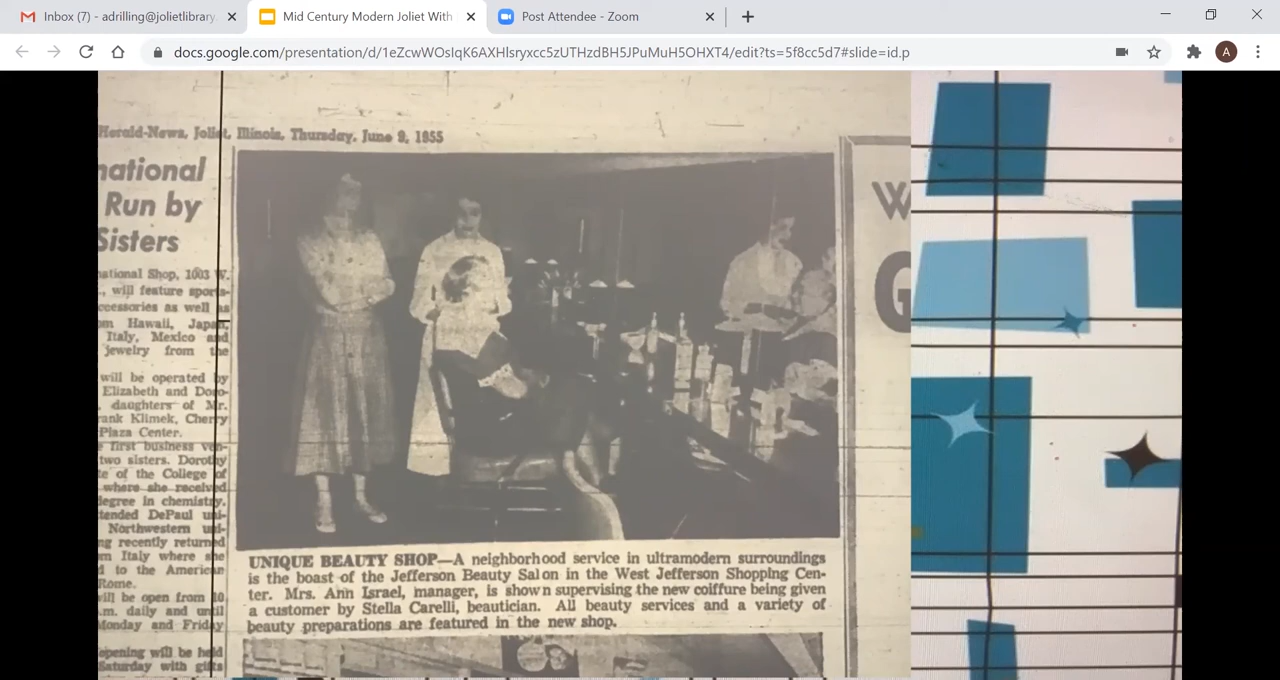 Inbox (7) - adrilling@jolietlibrary
Mid Century Modern Joliet With
Post Attendee - Zoom
docs.google.com/presentation/d/1eZcwWOsIqK6AXHIsryxcc5zUTHzdBH5JPuMuH5OHXT4/edit?ts=5f8cc5d7#slide=id.p
A
Herald-News, Joliet, Illinois, Thursday, June 9, 1955
national
Run by
Sisters
national Shop, 1003 W.
., will feature sports-
ccessories as well as
om Hawaii, Japan,
Italy, Mexico and
jewelry from the
will be operated by
Elizabeth and Doro-
, daughters of Mr.
rank Klimek, Cherry
Plaza Center.
e first business ven-
two sisters. Dorothy
te of the College of
where she received
degree in chemistry.
tended DePaul uni-
Northwestern uni-
ng recently returned
om Italy where she
d to the American
Rome.
will be open from 10
.m. daily and until
Monday and Friday
opening will be held
Saturday with gifts
W
G
UNIQUE BEAUTY SHOP—A neighborhood service in ultramodern surroundings
is the boast of the Jefferson Beauty Salon in the West Jefferson Shopping Cen-
ter. Mrs. Ann Israel, manager, is shown supervising the new coiffure being given
a customer by Stella Carelli, beautician. All beauty services and a variety of
beauty preparations are featured in the new shop.